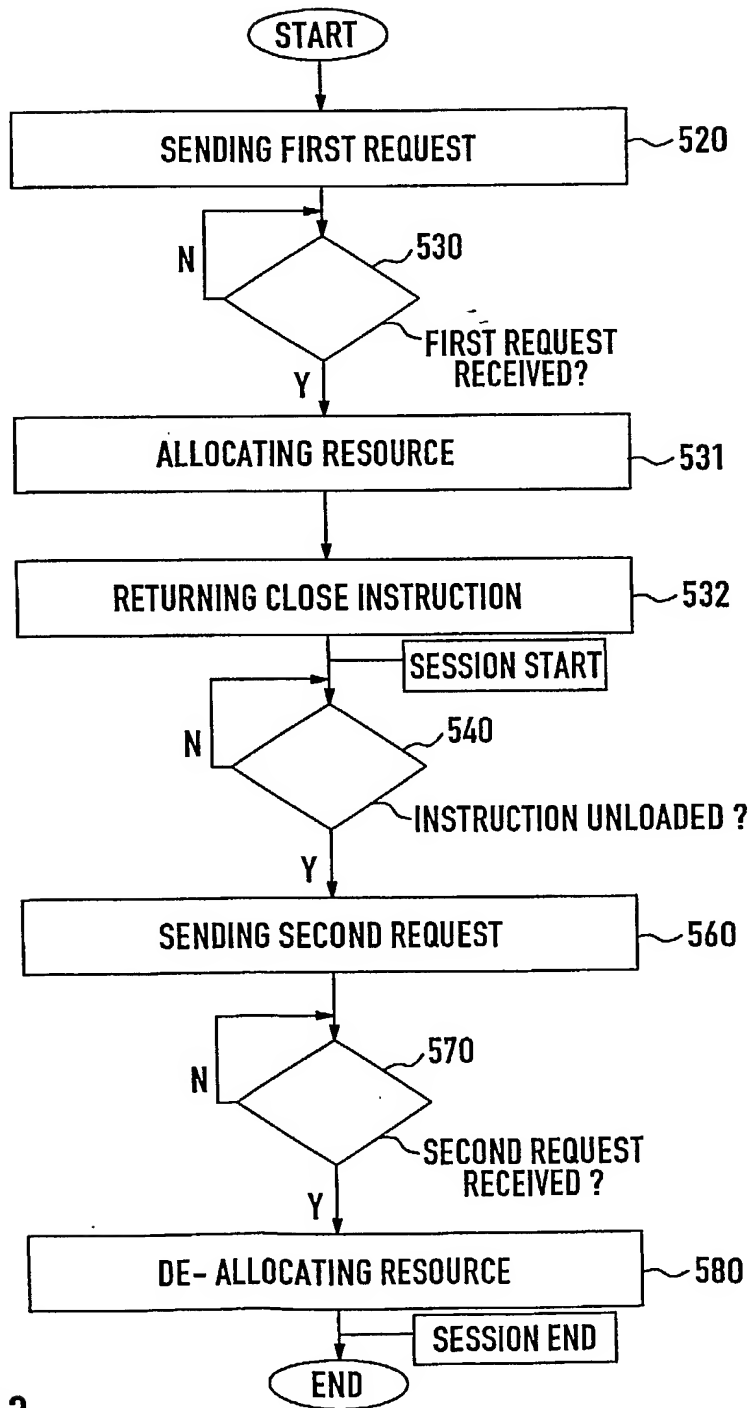 START
SENDING FIRST REQUEST
520
N
530
FIRST REQUEST
RECEIVED?
Y
ALLOCATING RESOURCE
531
RETURNING CLOSE INSTRUCTION
532
SESSION START
N
540
INSTRUCTION UNLOADED ?
Y
SENDING SECOND REQUEST
560
N
570
SECOND REQUEST
RECEIVED ?
Y
DE- ALLOCATING RESOURCE
580
SESSION END
END